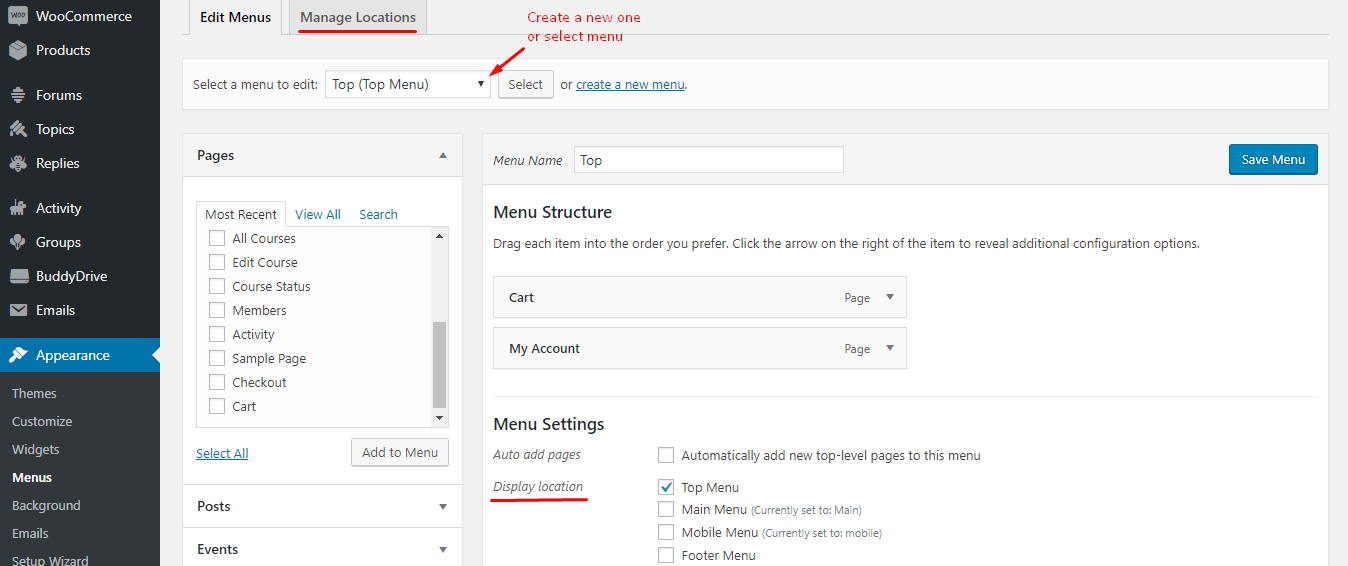 WooCommerce
Products
Forums
Topics
Replies
Activity
Groups
BuddyDrive
Emails
Appearance
Themes
Customize
Widgets
Menus
Background
Emails
Setup Wizard
Edit Menus
Manage Locations
Create a new one
or select menu
Select a menu to edit: Top (Top Menu) Select or create a new menu.
Pages
Most Recent View All Search
All Courses
Edit Course
Course Status
Members
Activity
Sample Page
Checkout
Cart
Select All Add to Menu
Posts
Events
Menu Name Top Save Menu
Menu Structure
Drag each item into the order you prefer. Click the arrow on the right of the item to reveal additional configuration options.
Cart Page
My Account Page
Menu Settings
Auto add pages Automatically add new top-level pages to this menu
Display location Top Menu
Main Menu (Currently set to: Main)
Mobile Menu (Currently set to: mobile)
Footer Menu